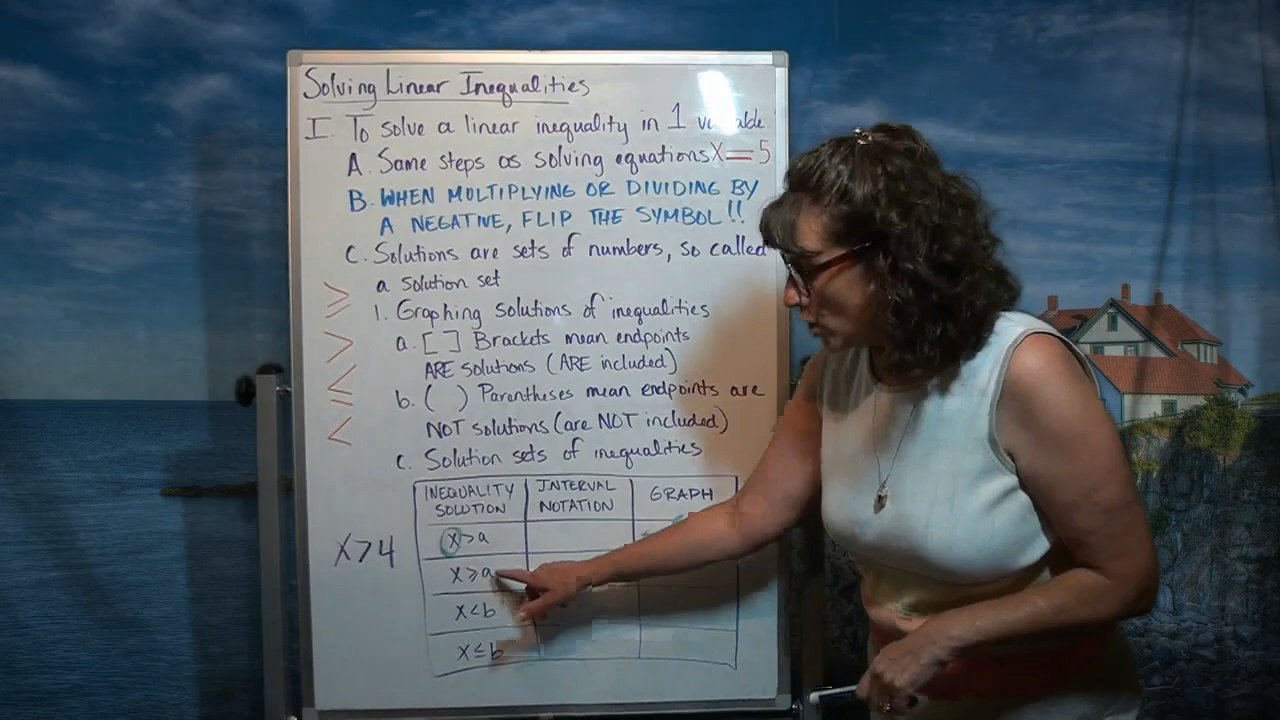 Solving Linear Inequalities
I. To solve a linear inequality in 1 variable
A. Same steps as solving equations X = 5
B. WHEN MULTIPLYING OR DIVIDING BY
A NEGATIVE, FLIP THE SYMBOL!!
C. Solutions are sets of numbers, so called
a solution set
≥
1. Graphing solutions of inequalities
>
a. [ ] Brackets mean endpoints
ARE solutions (ARE included)
≤
b. ( ) Parentheses mean endpoints are
<
NOT solutions (are NOT included)
c. Solution sets of inequalities
INEQUALITY SOLUTION
INTERVAL NOTATION
GRAPH
X > 4
x > a
x ≥ a
x < b
x ≤ b